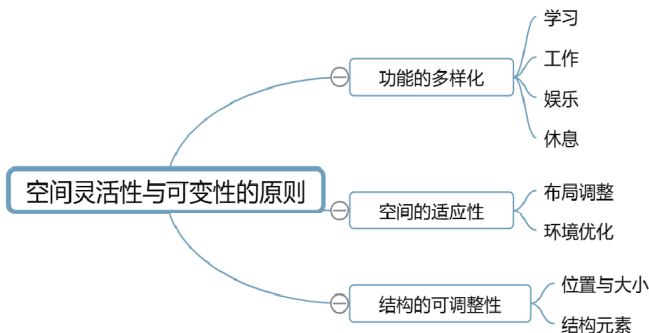 空间灵活性与可变性的原则
功能的多样化
学习
工作
娱乐
休息
空间的适应性
布局调整
环境优化
结构的可调整性
位置与大小
结构元素